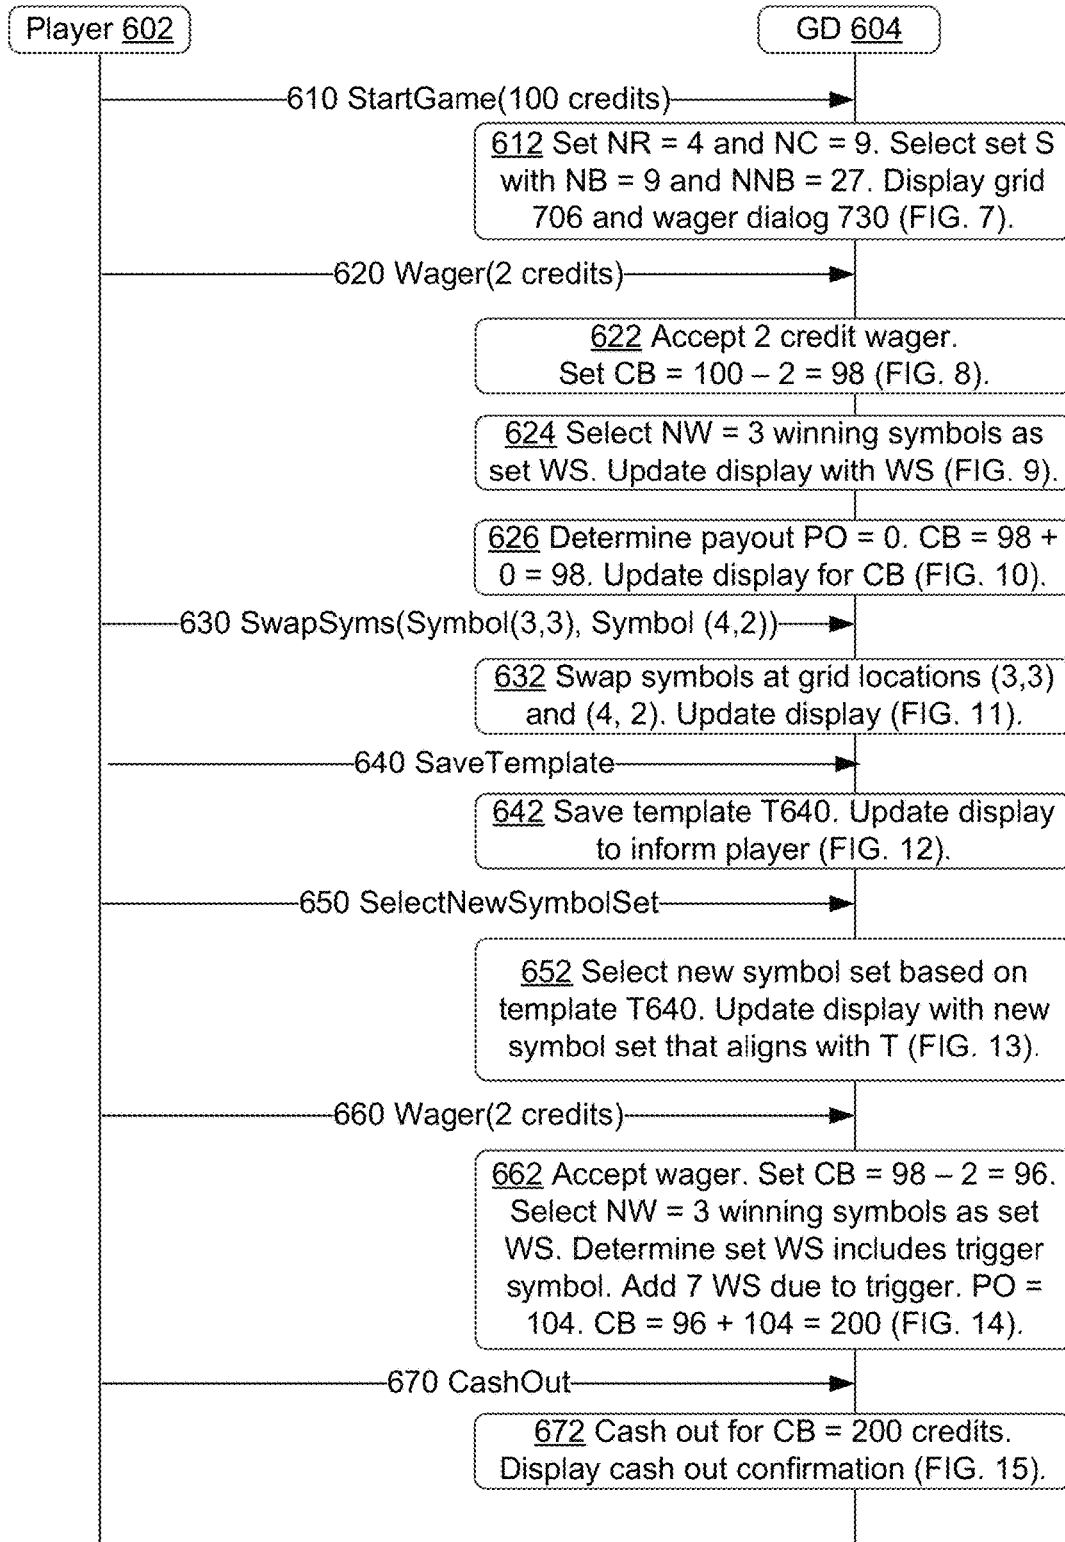 Player 602
GD 604
610 StartGame(100 credits)
612 Set NR = 4 and NC = 9. Select set S
with NB = 9 and NNB = 27. Display grid
706 and wager dialog 730 (FIG. 7).
620 Wager(2 credits)
622 Accept 2 credit wager.
Set CB = 100 – 2 = 98 (FIG. 8).
624 Select NW = 3 winning symbols as
set WS. Update display with WS (FIG. 9).
626 Determine payout PO = 0. CB = 98 +
0 = 98. Update display for CB (FIG. 10).
630 SwapSyms(Symbol(3,3), Symbol (4,2))
632 Swap symbols at grid locations (3,3)
and (4, 2). Update display (FIG. 11).
640 SaveTemplate
642 Save template T640. Update display
to inform player (FIG. 12).
650 SelectNewSymbolSet
652 Select new symbol set based on
template T640. Update display with new
symbol set that aligns with T (FIG. 13).
660 Wager(2 credits)
662 Accept wager. Set CB = 98 – 2 = 96.
Select NW = 3 winning symbols as set
WS. Determine set WS includes trigger
symbol. Add 7 WS due to trigger. PO =
104. CB = 96 + 104 = 200 (FIG. 14).
670 CashOut
672 Cash out for CB = 200 credits.
Display cash out confirmation (FIG. 15).